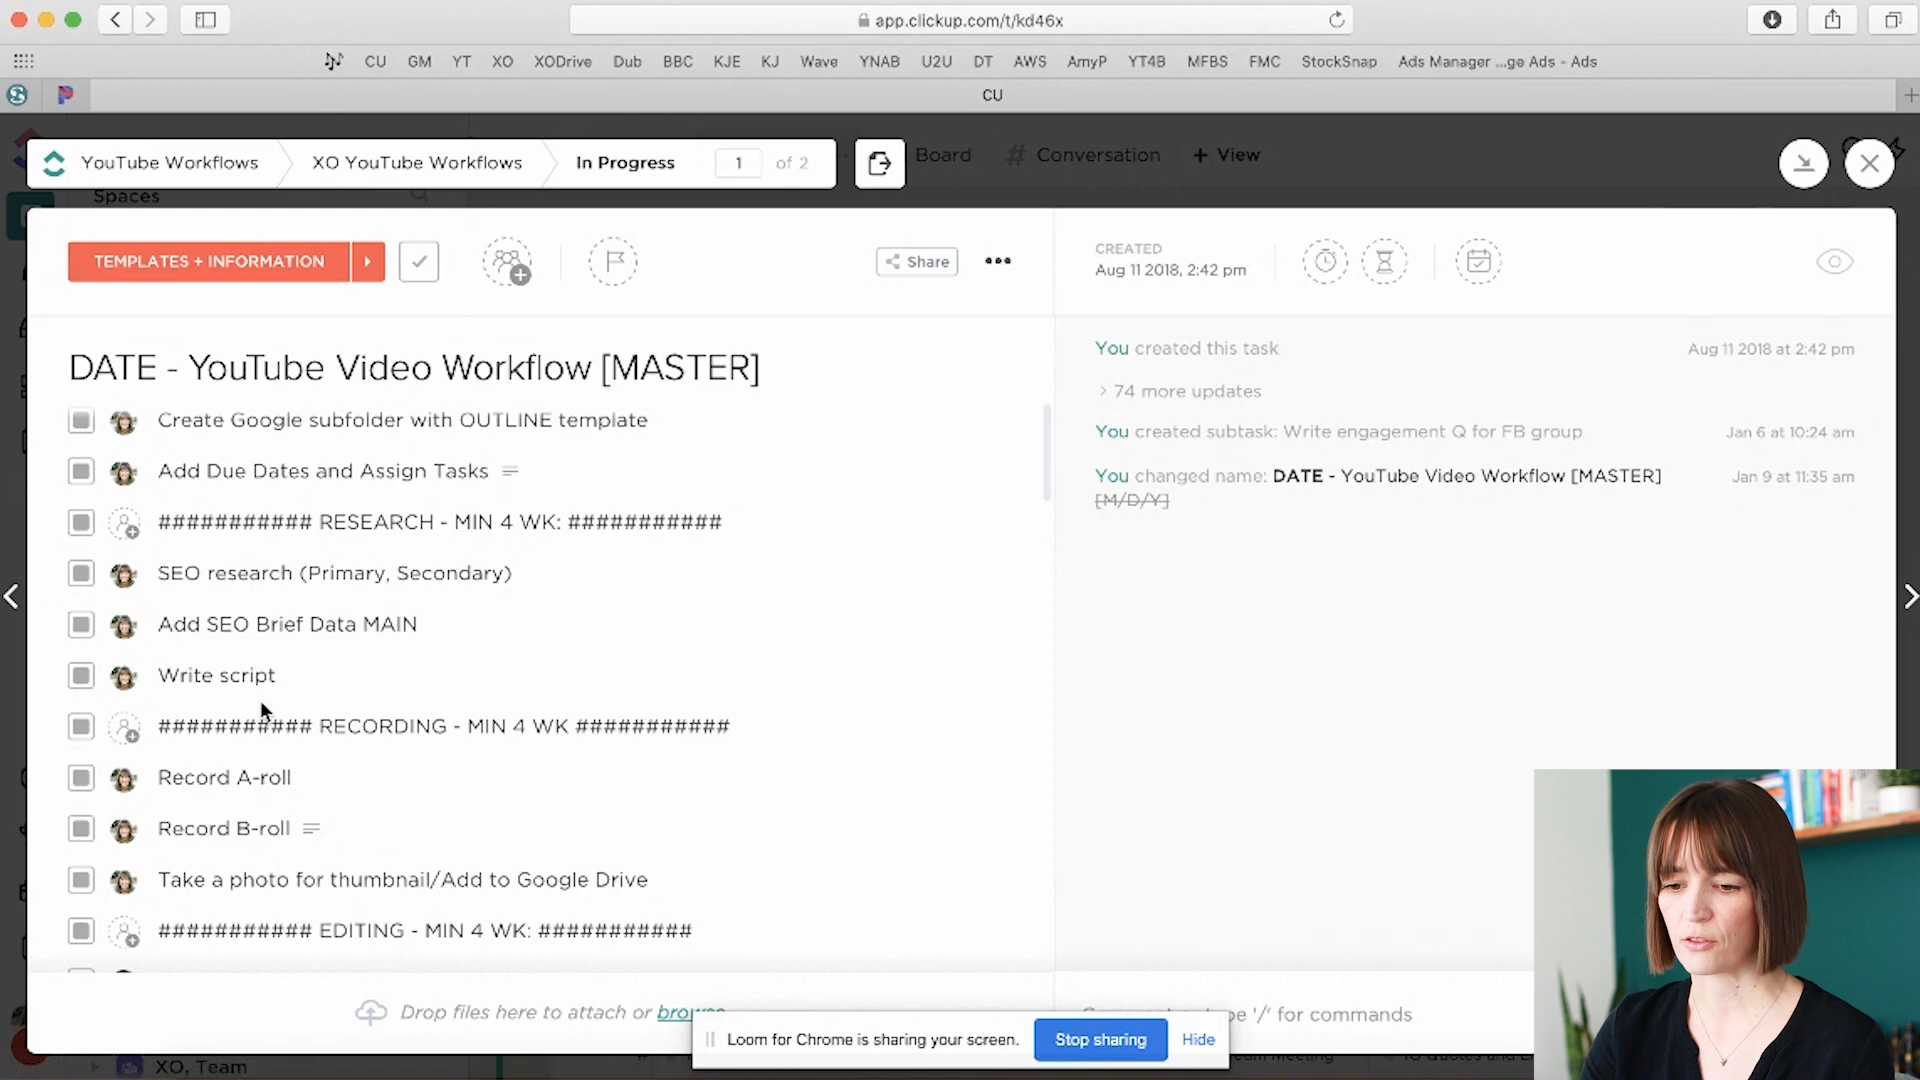 app.clickup.com/t/kd46x
CU GM YT XO XODrive Dub BBC KJE KJ Wave YNAB U2U DT AWS AmyP YT4B MFBS FMC StockSnap Ads Manager ...ge Ads - Ads
CU
YouTube Workflows XO YouTube Workflows In Progress 1 of 2 Board # Conversation + View
Spaces
TEMPLATES + INFORMATION
Share
CREATED
Aug 11 2018, 2:42 pm
DATE - YouTube Video Workflow [MASTER]
Create Google subfolder with OUTLINE template
Add Due Dates and Assign Tasks
########### RESEARCH - MIN 4 WK: ###########
SEO research (Primary, Secondary)
Add SEO Brief Data MAIN
Write script
########### RECORDING - MIN 4 WK ###########
Record A-roll
Record B-roll
Take a photo for thumbnail/Add to Google Drive
########### EDITING - MIN 4 WK: ###########
Drop files here to attach or
You created this task Aug 11 2018 at 2:42 pm
> 74 more updates
You created subtask: Write engagement Q for FB group Jan 6 at 10:24 am
You changed name: DATE - YouTube Video Workflow [MASTER] Jan 9 at 11:35 am
[M/D/Y]
'/' for commands
Loom for Chrome is sharing your screen. Stop sharing Hide
XO, Team